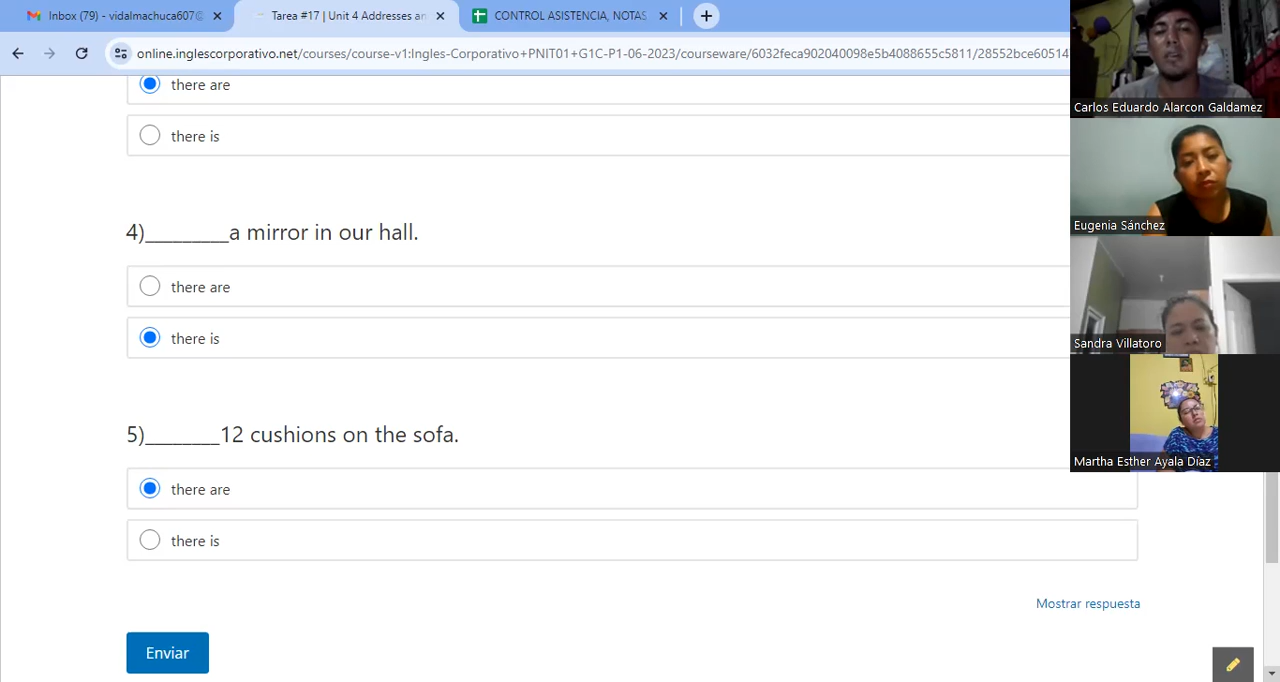 Inbox (79) - vidalmachuca607@
Tarea #17 | Unit 4 Addresses an
CONTROL ASISTENCIA, NOTAS
online.inglescorporativo.net/courses/course-v1:Ingles-Corporativo+PNIT01+G1C-P1-06-2023/courseware/6032feca902040098e5b4088655c5811/28552bce60514
there are
there is
4)_________a mirror in our hall.
there are
there is
5)________12 cushions on the sofa.
there are
there is
Mostrar respuesta
Enviar
Carlos Eduardo Alarcon Galdamez
Eugenia Sánchez
Sandra Villatoro
Martha Esther Ayala Díaz